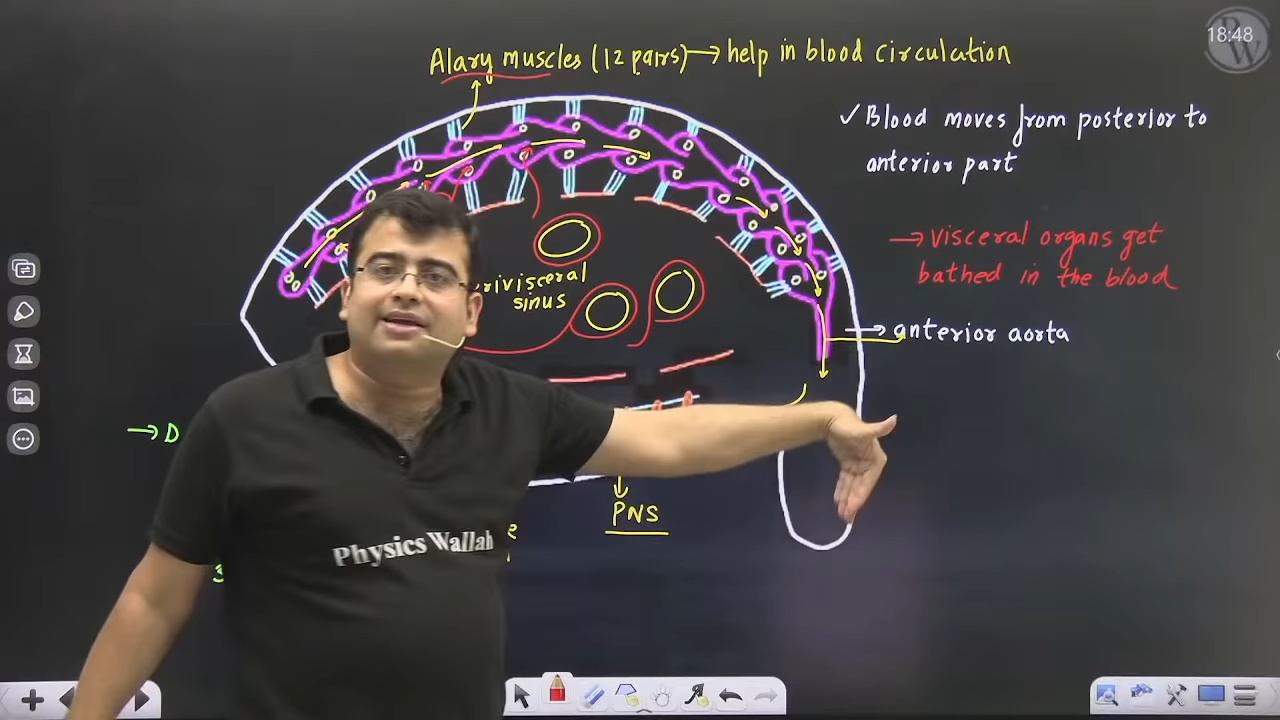 18:48
Alary muscles (12 pairs)→ help in blood circulation
✓ Blood moves from posterior to
anterior part
→ visceral organs get
bathed in the blood
rivisceral
sinus
→ anterior aorta
→ D
PNS
Physics Wallah